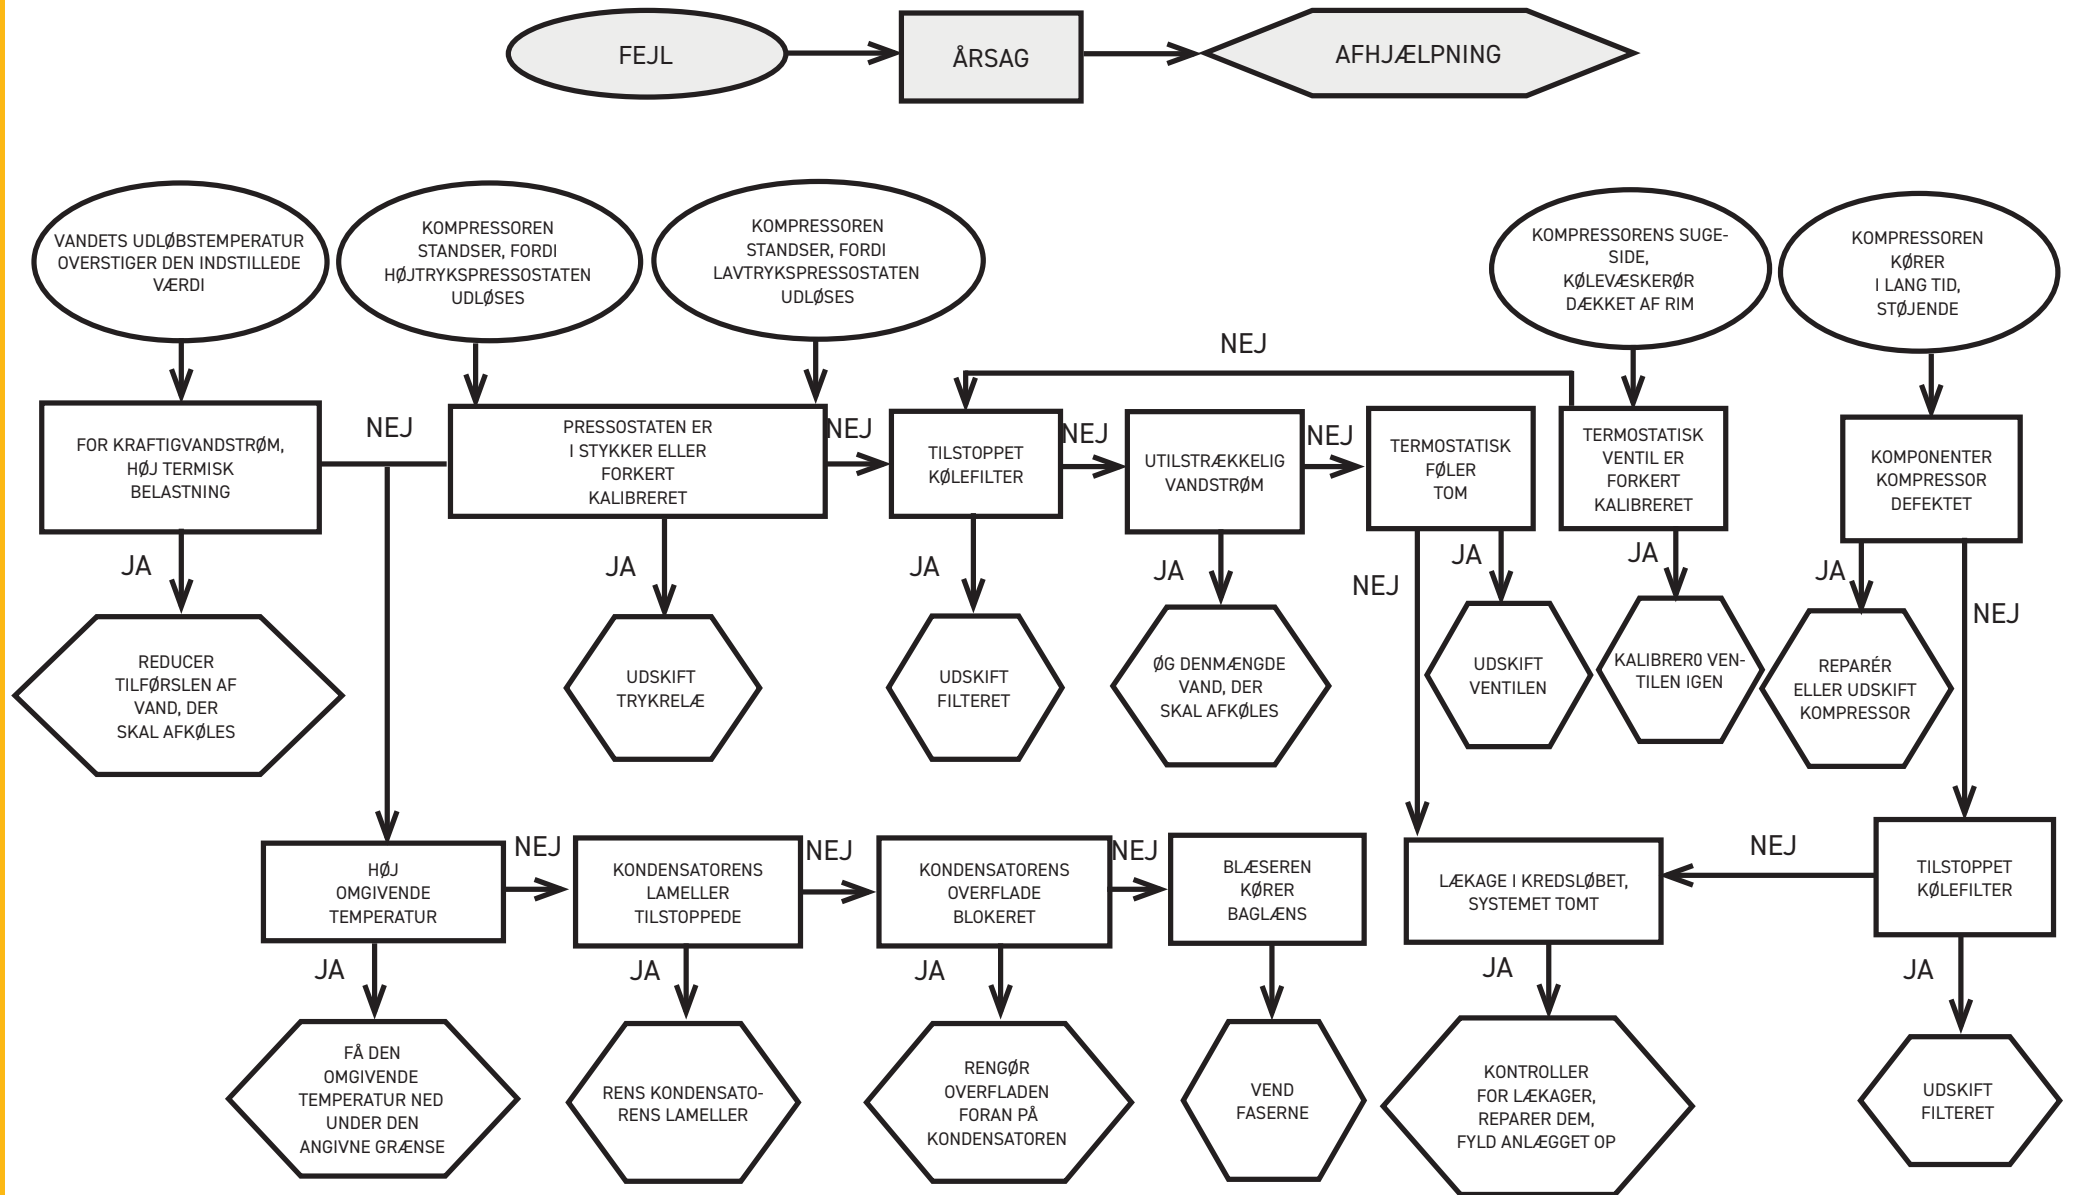 FEJL
ÅRSAG
AFHJÆLPNING
VANDETS UDLØBSTEMPERATUR
OVERSTIGER DEN INDSTILLEDE
VÆRDI
KOMPRESSOREN
STANDSER, FORDI
HØJTRYKSPRESSOSTATEN
UDLØSES
KOMPRESSOREN
STANDSER, FORDI
LAVTRYKSPRESSOSTATEN
UDLØSES
KOMPRESSORENS SUGE-
SIDE,
KØLEVÆSKERØR
DÆKKET AF RIM
KOMPRESSOREN
KØRER
I LANG TID,
STØJENDE
NEJ
FOR KRAFTIGVANDSTRØM,
HØJ TERMISK
BELASTNING
NEJ
PRESSOSTATEN ER
I STYKKER ELLER
FORKERT
KALIBRERET
NEJ
TILSTOPPET
KØLEFILTER
NEJ
UTILSTRÆKKELIG
VANDSTRØM
NEJ
TERMOSTATISK
FØLER
TOM
TERMOSTATISK
VENTIL ER
FORKERT
KALIBRERET
KOMPONENTER
KOMPRESSOR
DEFEKTET
JA
JA
JA
JA
NEJ
JA
JA
JA
NEJ
REDUCER
TILFØRSLEN AF
VAND, DER
SKAL AFKØLES
UDSKIFT
TRYKRELÆ
UDSKIFT
FILTERET
ØG DENMÆNGDE
VAND, DER
SKAL AFKØLES
UDSKIFT
VENTILEN
KALIBRER0 VEN-
TILEN IGEN
REPARÉR
ELLER UDSKIFT
KOMPRESSOR
HØJ
OMGIVENDE
TEMPERATUR
NEJ
KONDENSATORENS
LAMELLER
TILSTOPPEDE
NEJ
KONDENSATORENS
OVERFLADE
BLOKERET
NEJ
BLÆSEREN
KØRER
BAGLÆNS
LÆKAGE I KREDSLØBET,
SYSTEMET TOMT
NEJ
TILSTOPPET
KØLEFILTER
JA
JA
JA
JA
JA
FÅ DEN
OMGIVENDE
TEMPERATUR NED
UNDER DEN
ANGIVNE GRÆNSE
RENS KONDENSATO-
RENS LAMELLER
RENGØR
OVERFLADEN
FORAN PÅ
KONDENSATOREN
VEND
FASERNE
KONTROLLER
FOR LÆKAGER,
REPARER DEM,
FYLD ANLÆGGET OP
UDSKIFT
FILTERET